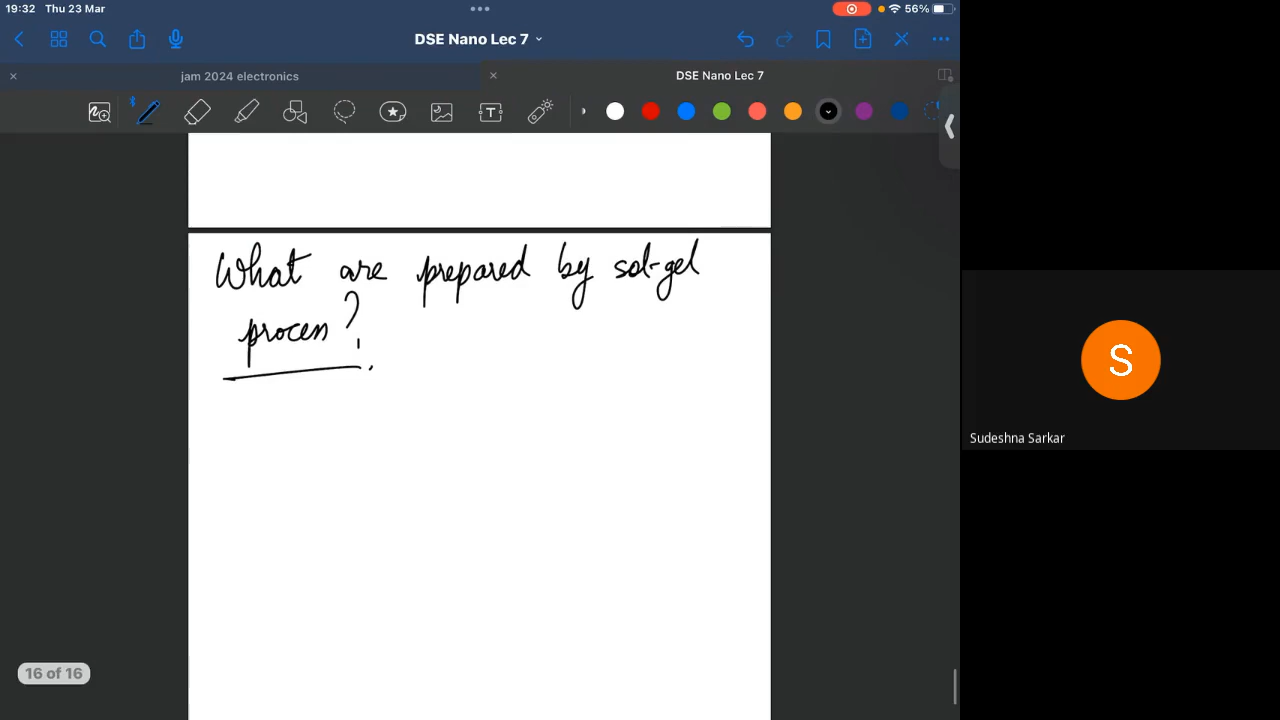 19:32 Thu 23 Mar
56%
DSE Nano Lec 7
jam 2024 electronics
DSE Nano Lec 7
What are prepared by sol-gel
process?
16 of 16
S
Sudeshna Sarkar